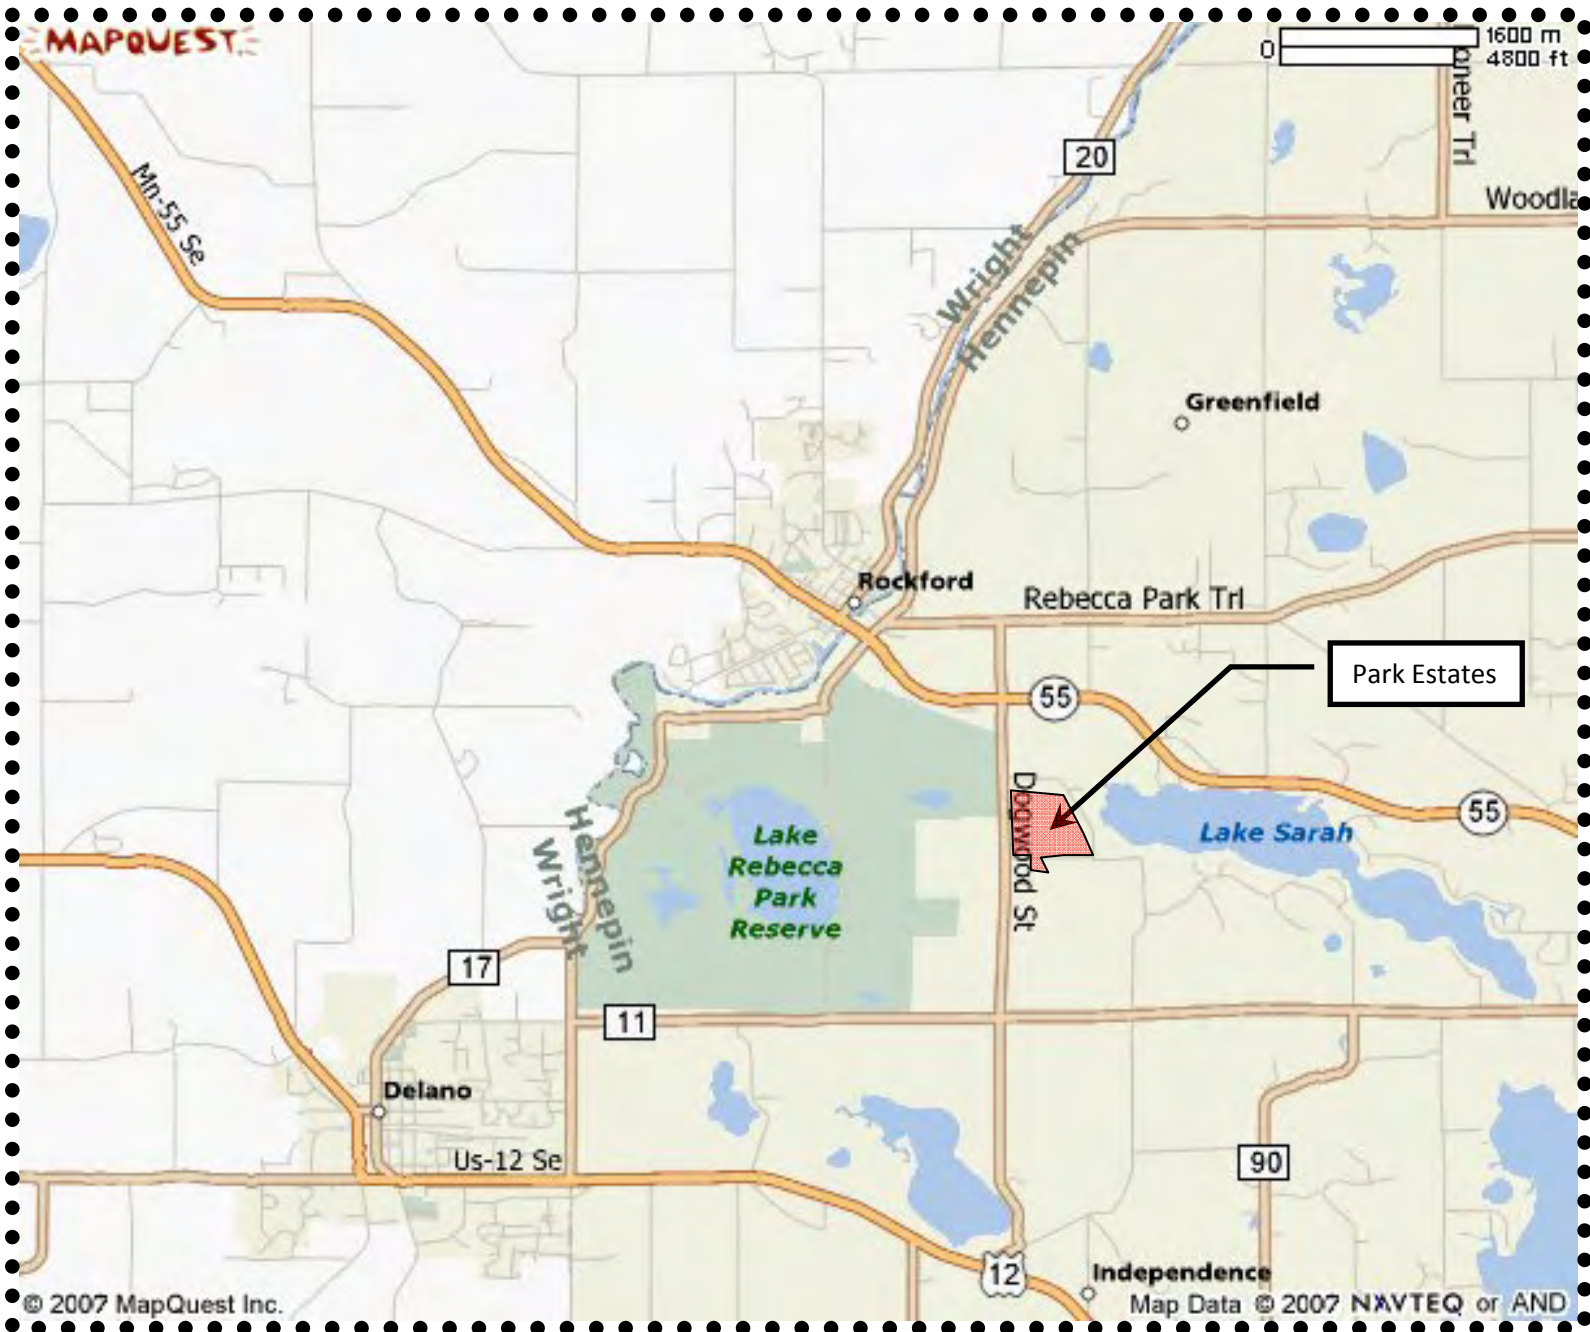 MAPQUEST
0
1600 m
4800 ft
neer Trl
20
Mn-55 Se
Woodla
Wright
Hennepin
Greenfield
Rockford
Rebecca Park Trl
Park Estates
55
Dogwood St
55
Lake Sarah
Lake
Rebecca
Park
Reserve
Hennepin
Wright
17
11
Delano
Us-12 Se
90
12
Independence
© 2007 MapQuest Inc.
Map Data © 2007 NAVTEQ or AND